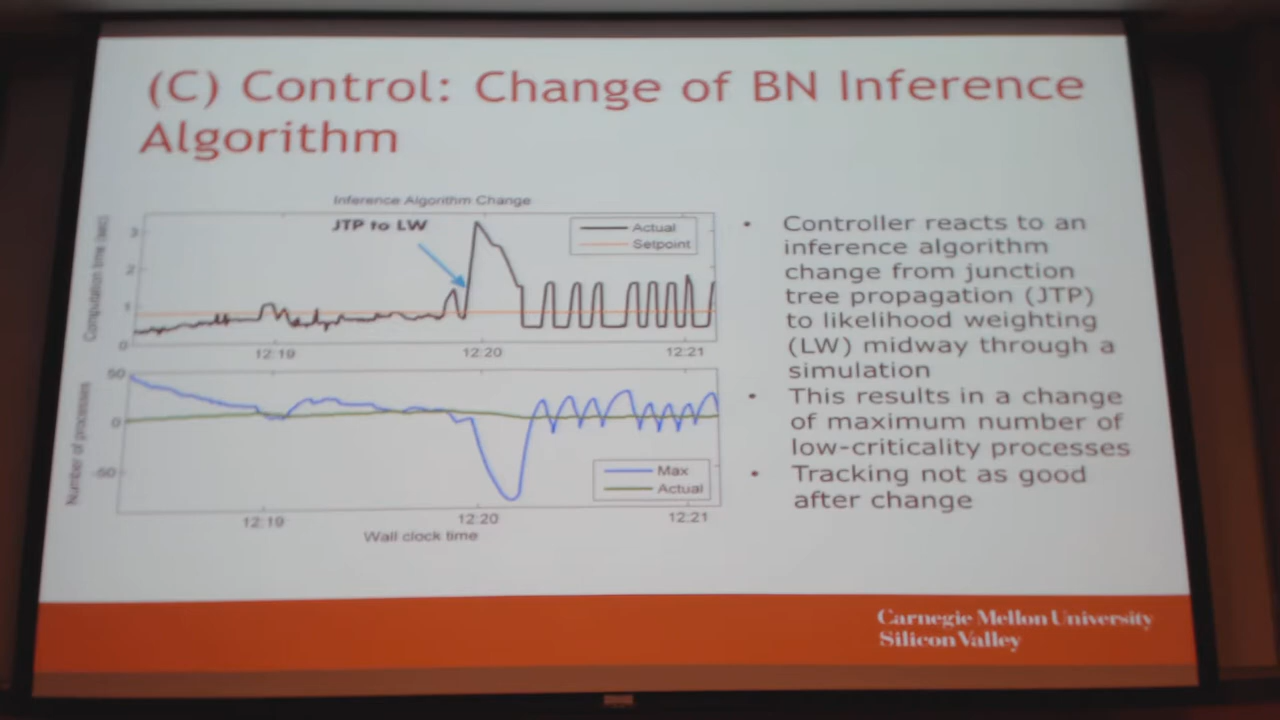 (C) Control: Change of BN Inference
Algorithm
Inference Algorithm Change
JTP to LW
Actual
Setpoint
Computation time (sec)
3
2
1
0
12:19
12:20
12:21
50
0
-50
Number of processes
Max
Actual
12:19
12:20
12:21
Wall clock time
• Controller reacts to an
inference algorithm
change from junction
tree propagation (JTP)
to likelihood weighting
(LW) midway through a
simulation
• This results in a change
of maximum number of
low-criticality processes
• Tracking not as good
after change
Carnegie Mellon University
Silicon Valley